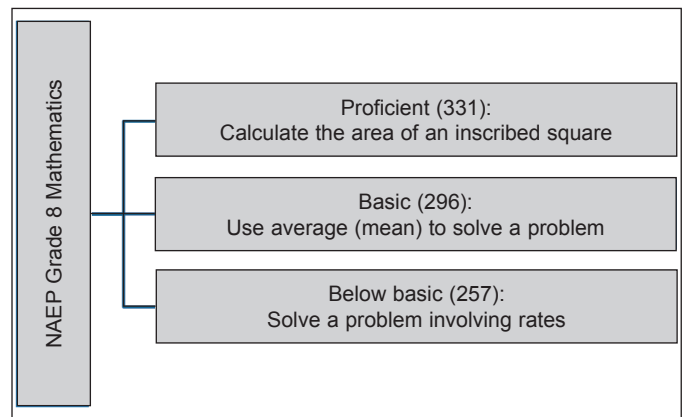 NAEP Grade 8 Mathematics
Proficient (331):
Calculate the area of an inscribed square
Basic (296):
Use average (mean) to solve a problem
Below basic (257):
Solve a problem involving rates